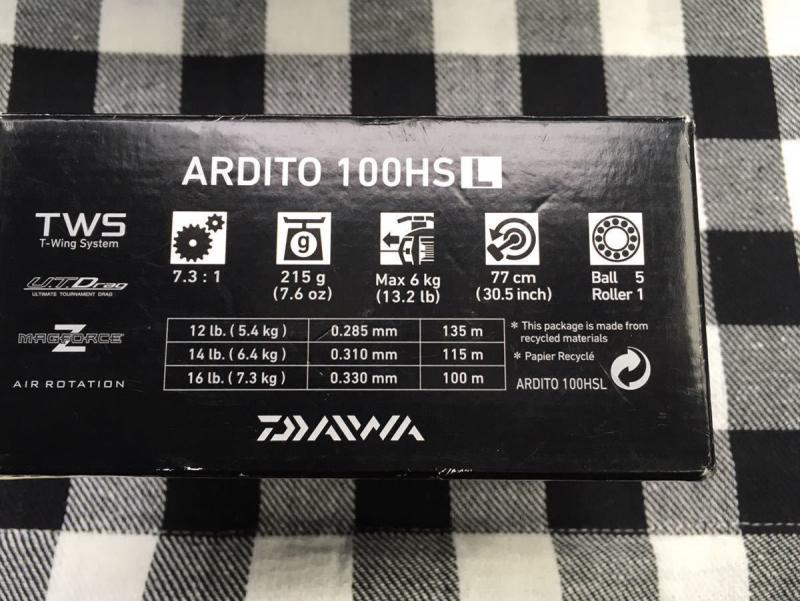 ARDITO 100HS L
TWS
T-Wing System
7.3 : 1
215 g
(7.6 oz)
Max 6 kg
(13.2 lb)
77 cm
(30.5 inch)
Ball 5
Roller 1
g
UTDrag
ULTIMATE TOURNAMENT DRAG
MAGFORCE Z
AIR ROTATION
12 lb. ( 5.4 kg ) 0.285 mm 135 m
14 lb. ( 6.4 kg ) 0.310 mm 115 m
16 lb. ( 7.3 kg ) 0.330 mm 100 m
* This package is made from
recycled materials
* Papier Recyclé
ARDITO 100HSL
DAIWA